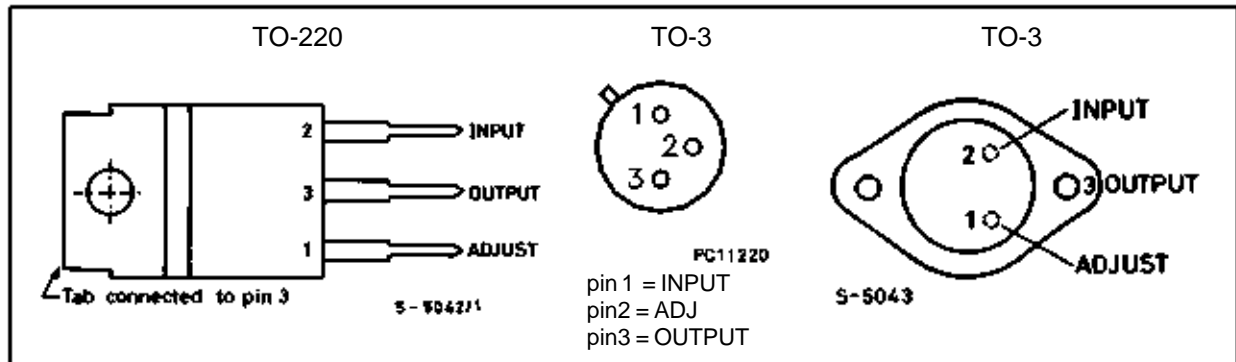 TO-220
2
INPUT
3
OUTPUT
1
ADJUST
Tab connected to pin 3
S-5042/1
TO-3
1
2
3
PC11220
pin 1 = INPUT
pin2 = ADJ
pin3 = OUTPUT
TO-3
INPUT
2
3 OUTPUT
1
ADJUST
S-5043